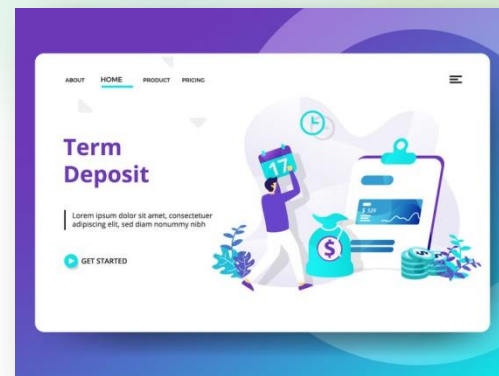 ABOUT HOME PRODUCT PRICING
Term
Deposit
Lorem ipsum dolor sit amet, consectetuer
adipiscing elit, sed diam nonummy nibh
GET STARTED
17
$ 329
$